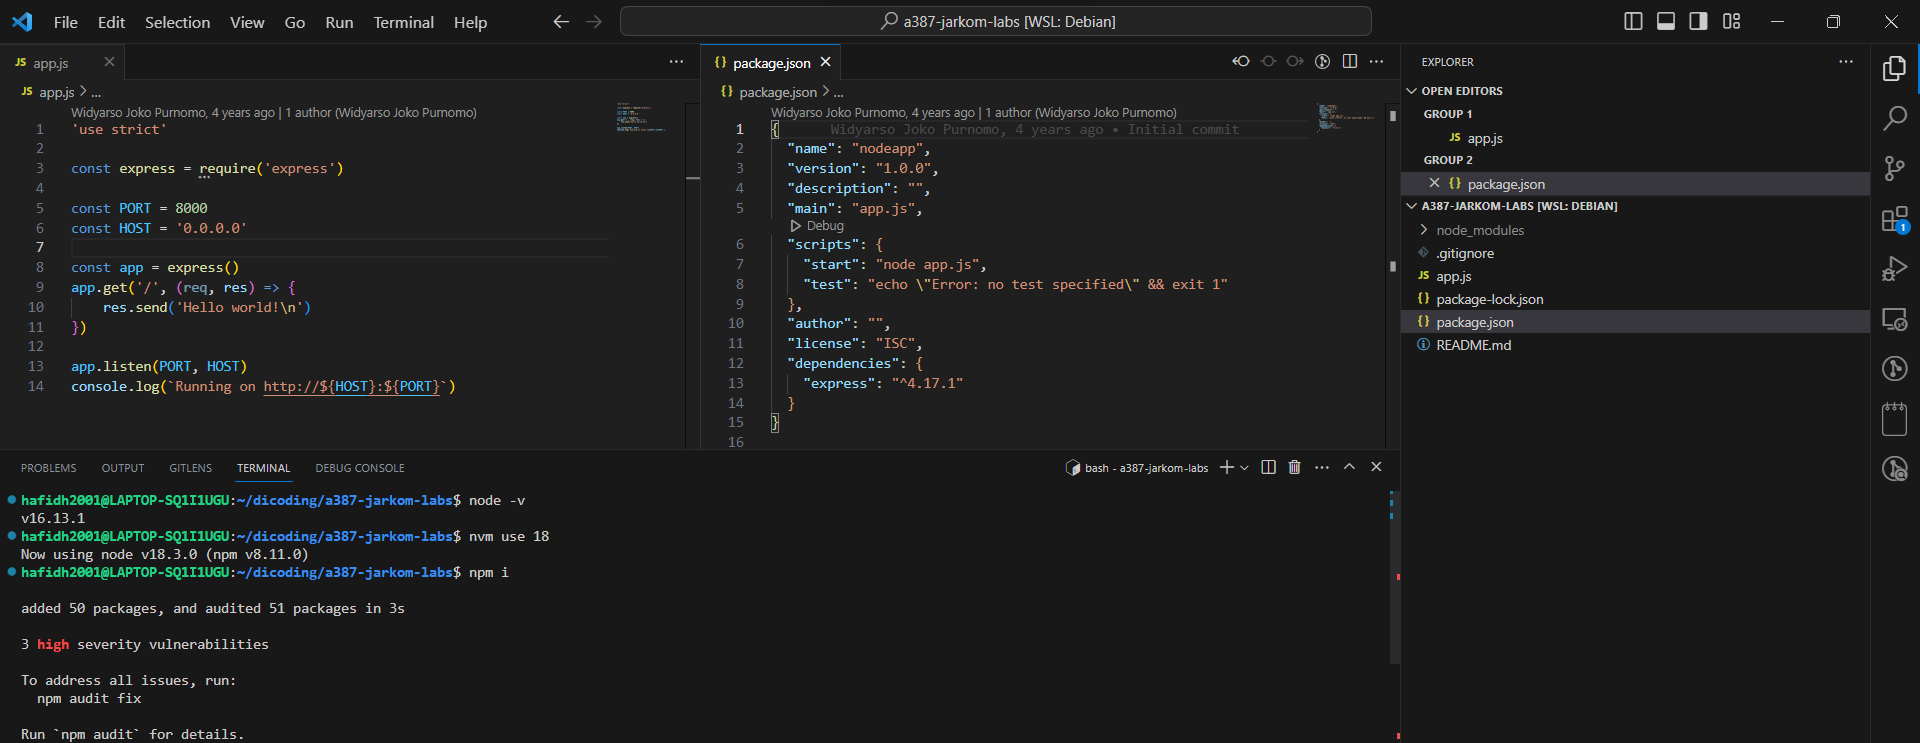 File Edit Selection View Go Run Terminal Help
a387-jarkom-labs [WSL: Debian]
JS app.js
JS app.js > ...
Widyarso Joko Purnomo, 4 years ago | 1 author (Widyarso Joko Purnomo)
1 'use strict'
2
3 const express = require('express')
4
5 const PORT = 8000
6 const HOST = '0.0.0.0'
7
8 const app = express()
9 app.get('/', (req, res) => {
10 res.send('Hello world!\n')
11 })
12
13 app.listen(PORT, HOST)
14 console.log(`Running on http://${HOST}:${PORT}`)
{} package.json
{} package.json > ...
Widyarso Joko Purnomo, 4 years ago | 1 author (Widyarso Joko Purnomo)
1 { Widyarso Joko Purnomo, 4 years ago • Initial commit
2 "name": "nodeapp",
3 "version": "1.0.0",
4 "description": "",
5 "main": "app.js",
Debug
6 "scripts": {
7 "start": "node app.js",
8 "test": "echo \"Error: no test specified\" && exit 1"
9 },
10 "author": "",
11 "license": "ISC",
12 "dependencies": {
13 "express": "^4.17.1"
14 }
15 }
16
EXPLORER
OPEN EDITORS
GROUP 1
JS app.js
GROUP 2
{} package.json
A387-JARKOM-LABS [WSL: DEBIAN]
node_modules
.gitignore
JS app.js
{} package-lock.json
{} package.json
README.md
1
PROBLEMS OUTPUT GITLENS TERMINAL DEBUG CONSOLE
bash - a387-jarkom-labs
hafidh2001@LAPTOP-SQ1I1UGU:~/dicoding/a387-jarkom-labs$ node -v
v16.13.1
hafidh2001@LAPTOP-SQ1I1UGU:~/dicoding/a387-jarkom-labs$ nvm use 18
Now using node v18.3.0 (npm v8.11.0)
hafidh2001@LAPTOP-SQ1I1UGU:~/dicoding/a387-jarkom-labs$ npm i
added 50 packages, and audited 51 packages in 3s
3 high severity vulnerabilities
To address all issues, run:
npm audit fix
Run `npm audit` for details.